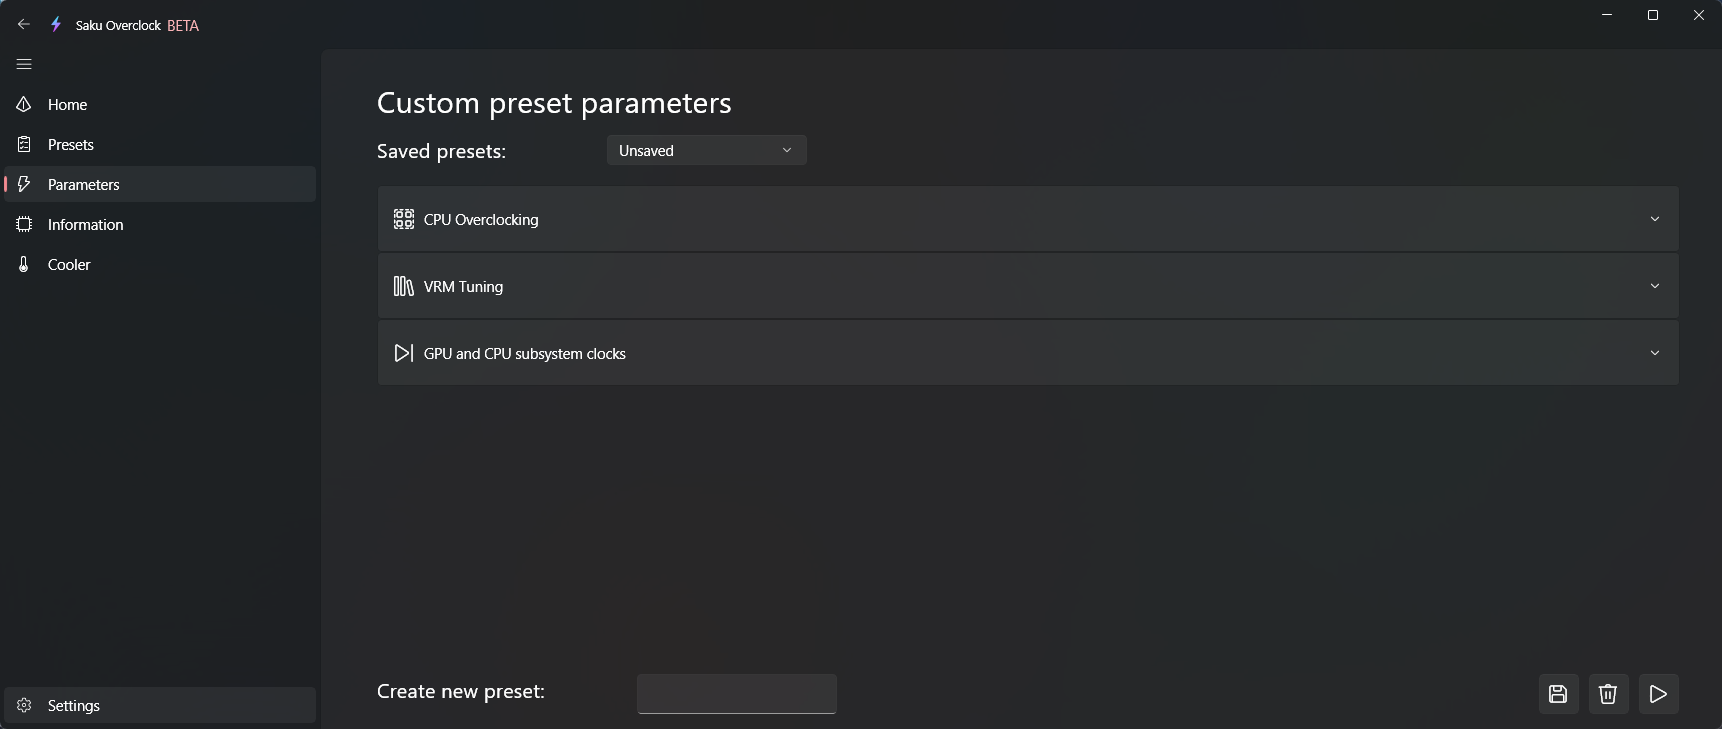 Saku Overclock BETA
Home
Presets
Parameters
Information
Cooler
Settings
Custom preset parameters
Saved presets:
Unsaved
CPU Overclocking
VRM Tuning
GPU and CPU subsystem clocks
Create new preset: